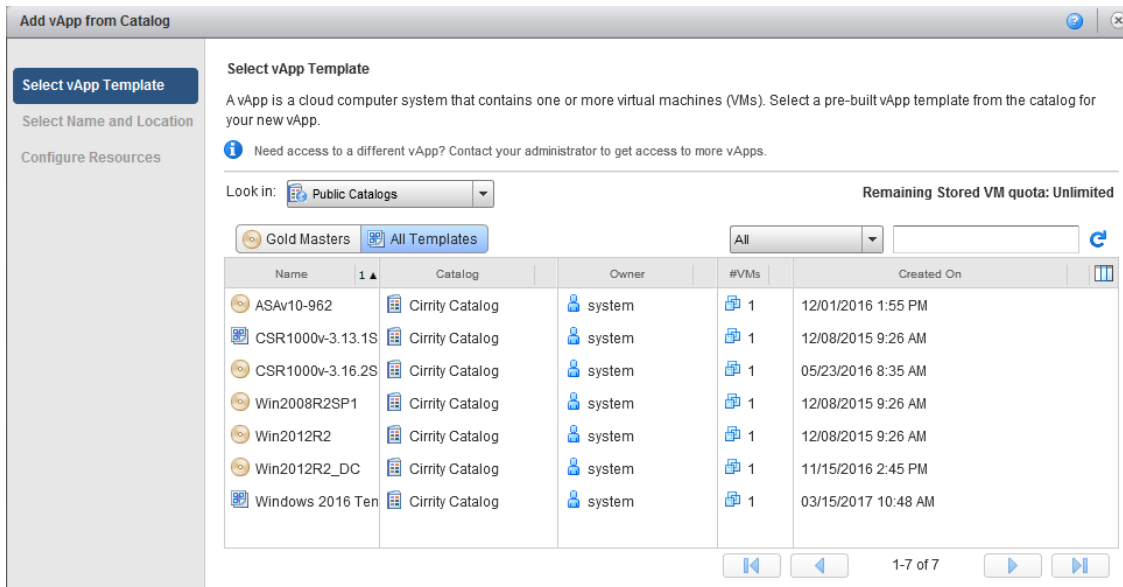 Add vApp from Catalog
Select vApp Template
Select Name and Location
Configure Resources
Select vApp Template
A vApp is a cloud computer system that contains one or more virtual machines (VMs). Select a pre-built vApp template from the catalog for
your new vApp.
Need access to a different vApp? Contact your administrator to get access to more vApps.
Look in: Public Catalogs Remaining Stored VM quota: Unlimited
Gold Masters All Templates All
Name 1 ▲ Catalog Owner #VMs Created On
ASAv10-962 Cirrity Catalog system 1 12/01/2016 1:55 PM
CSR1000v-3.13.1S Cirrity Catalog system 1 12/08/2015 9:26 AM
CSR1000v-3.16.2S Cirrity Catalog system 1 05/23/2016 8:35 AM
Win2008R2SP1 Cirrity Catalog system 1 12/08/2015 9:26 AM
Win2012R2 Cirrity Catalog system 1 12/08/2015 9:26 AM
Win2012R2_DC Cirrity Catalog system 1 11/15/2016 2:45 PM
Windows 2016 Ten Cirrity Catalog system 1 03/15/2017 10:48 AM
1-7 of 7